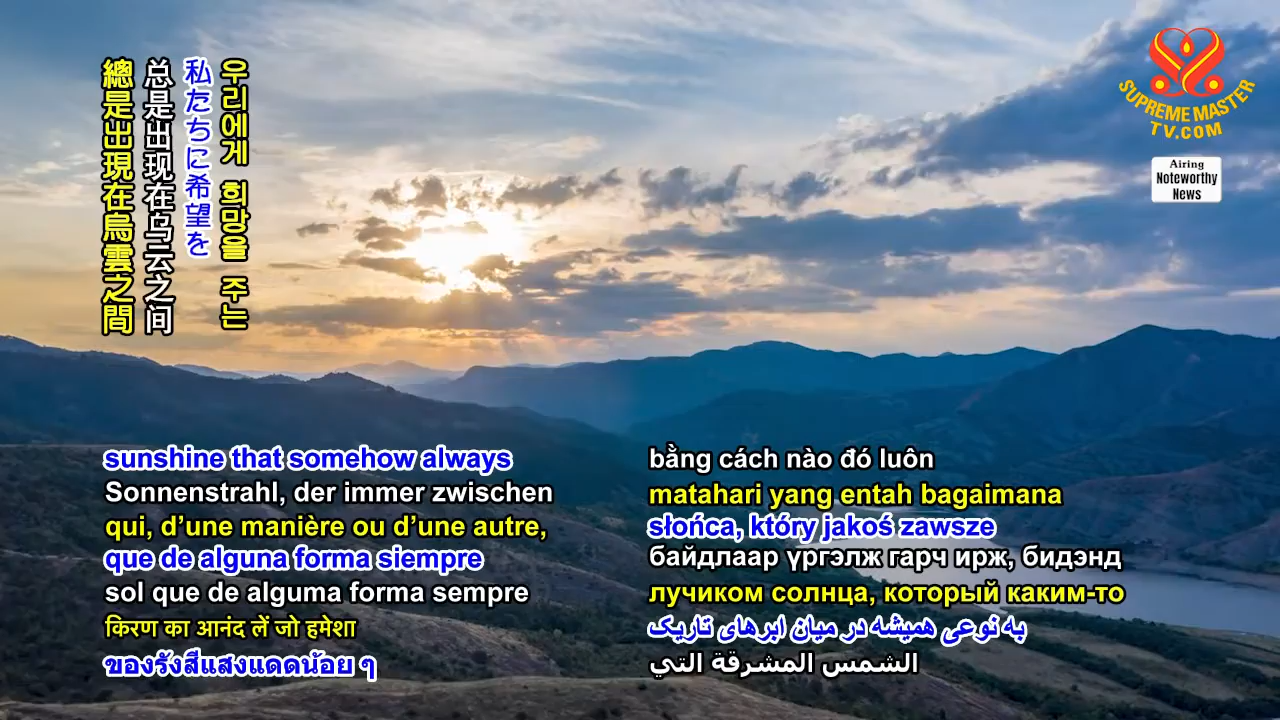 總是出現在烏雲之間
总是出现在乌云之间
私たちに希望を
우리에게 희망을 주는
SUPREME MASTER
TV.COM
Airing
Noteworthy
News
sunshine that somehow always
Sonnenstrahl, der immer zwischen
qui, d’une manière ou d’une autre,
que de alguna forma siempre
sol que de alguma forma sempre
किरण का आनंद लें जो हमेशा
ของรังสีแสงแดดน้อย ๆ
bằng cách nào đó luôn
matahari yang entah bagaimana
słońca, który jakoś zawsze
байдлаар үргэлж гарч ирж, бидэнд
лучиком солнца, который каким-то
به نوعی همیشه در میان ابرهای تاریک
الشمس المشرقة التي